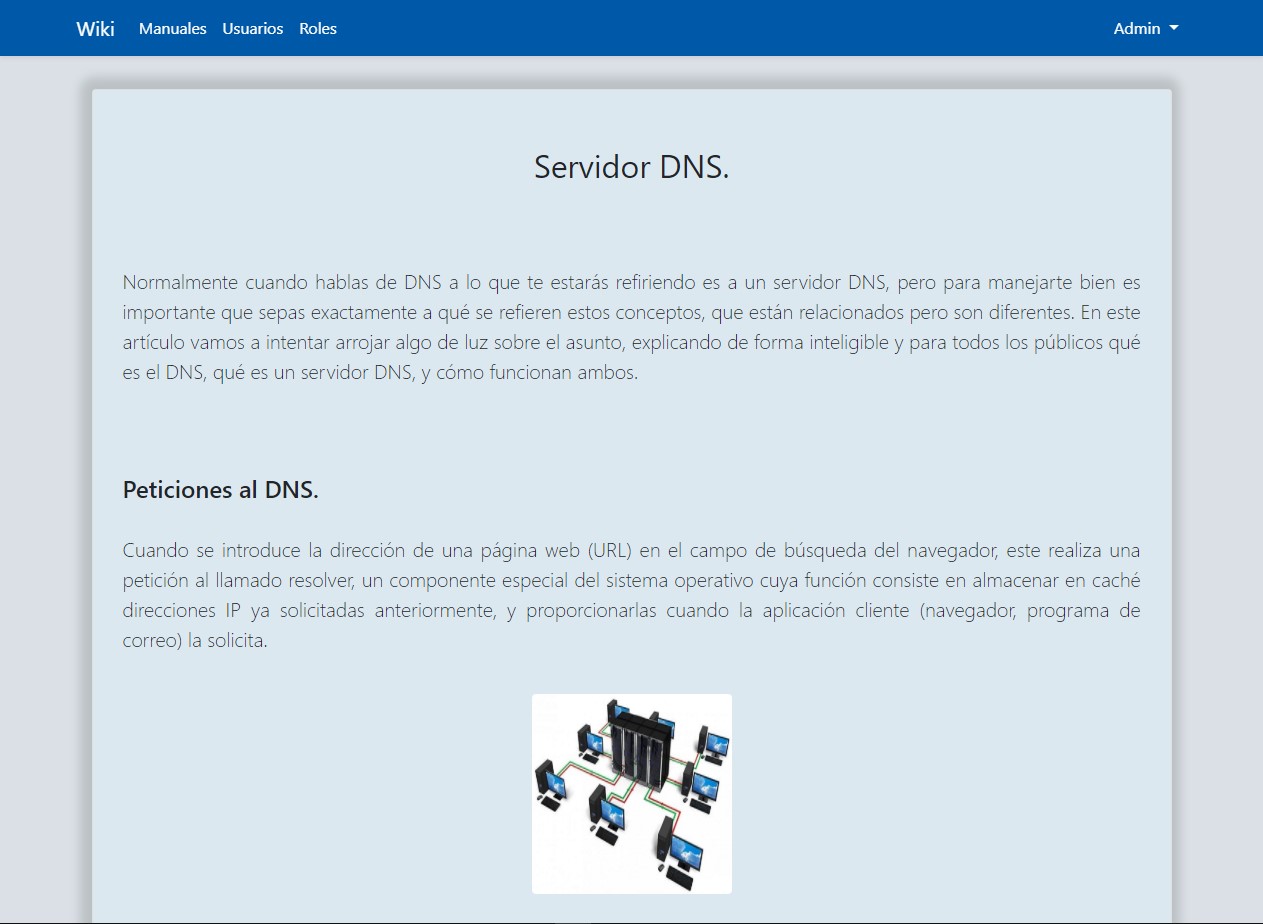 Wiki Manuales Usuarios Roles Admin
Servidor DNS.
Normalmente cuando hablas de DNS a lo que te estarás refiriendo es a un servidor DNS, pero para manejarte bien es
importante que sepas exactamente a qué se refieren estos conceptos, que están relacionados pero son diferentes. En este
artículo vamos a intentar arrojar algo de luz sobre el asunto, explicando de forma inteligible y para todos los públicos qué
es el DNS, qué es un servidor DNS, y cómo funcionan ambos.
Peticiones al DNS.
Cuando se introduce la dirección de una página web (URL) en el campo de búsqueda del navegador, este realiza una
petición al llamado resolver, un componente especial del sistema operativo cuya función consiste en almacenar en caché
direcciones IP ya solicitadas anteriormente, y proporcionarlas cuando la aplicación cliente (navegador, programa de
correo) la solicita.